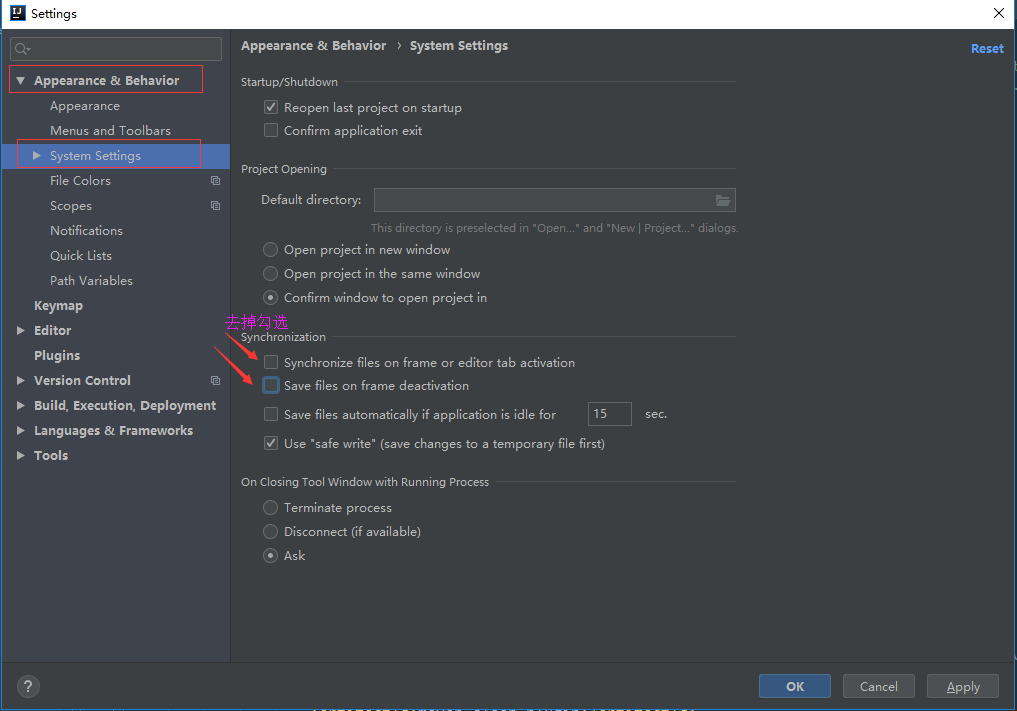 Settings
Appearance & Behavior
Appearance
Menus and Toolbars
System Settings
File Colors
Scopes
Notifications
Quick Lists
Path Variables
Keymap
Editor
Plugins
Version Control
Build, Execution, Deployment
Languages & Frameworks
Tools
Appearance & Behavior › System Settings
Reset
Startup/Shutdown
Reopen last project on startup
Confirm application exit
Project Opening
Default directory:
This directory is preselected in "Open..." and "New | Project..." dialogs.
Open project in new window
Open project in the same window
Confirm window to open project in
去掉勾选
Synchronization
Synchronize files on frame or editor tab activation
Save files on frame deactivation
Save files automatically if application is idle for 15 sec.
Use "safe write" (save changes to a temporary file first)
On Closing Tool Window with Running Process
Terminate process
Disconnect (if available)
Ask
?
OK Cancel Apply